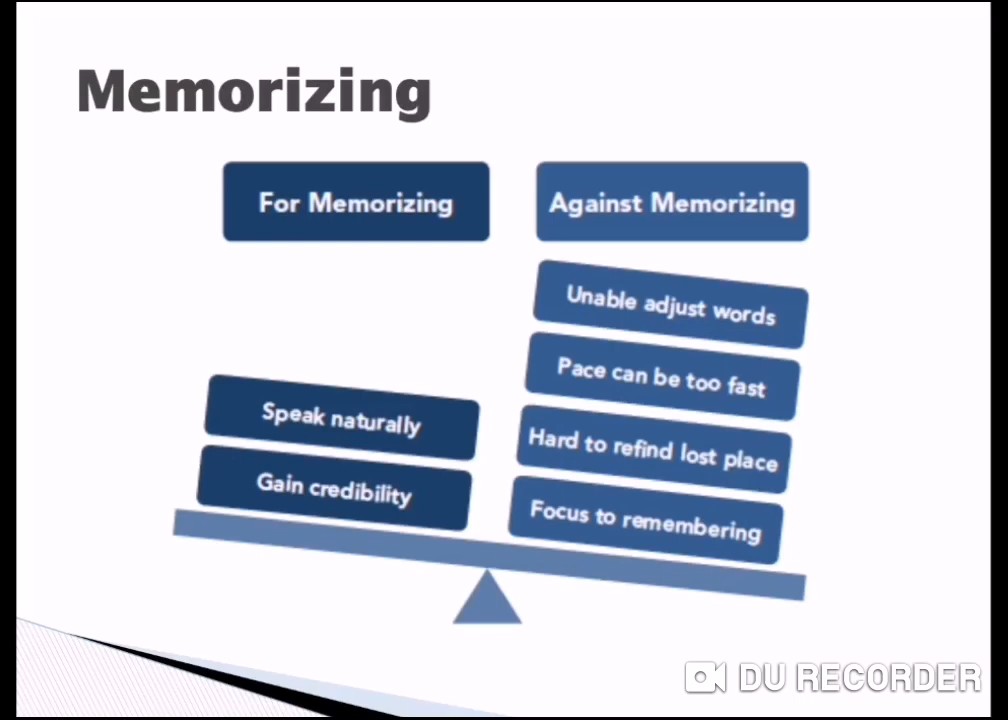 Memorizing
For Memorizing
Against Memorizing
Unable adjust words
Pace can be too fast
Speak naturally
Hard to refind lost place
Gain credibility
Focus to remembering
DU RECORDER